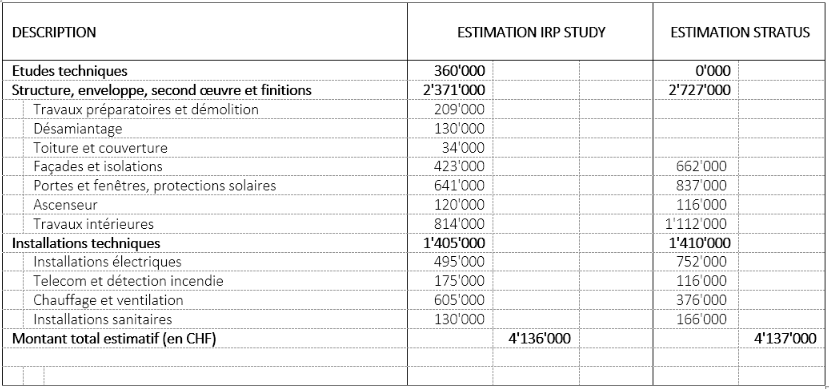 DESCRIPTION ESTIMATION IRP STUDY ESTIMATION STRATUS
Etudes techniques 360'000 0'000
Structure, enveloppe, second œuvre et finitions 2'371'000 2'727'000
Travaux préparatoires et démolition 209'000
Désamiantage 130'000
Toiture et couverture 34'000
Façades et isolations 423'000 662'000
Portes et fenêtres, protections solaires 641'000 837'000
Ascenseur 120'000 116'000
Travaux intérieures 814'000 1'112'000
Installations techniques 1'405'000 1'410'000
Installations électriques 495'000 752'000
Telecom et détection incendie 175'000 116'000
Chauffage et ventilation 605'000 376'000
Installations sanitaires 130'000 166'000
Montant total estimatif (en CHF) 4'136'000 4'137'000